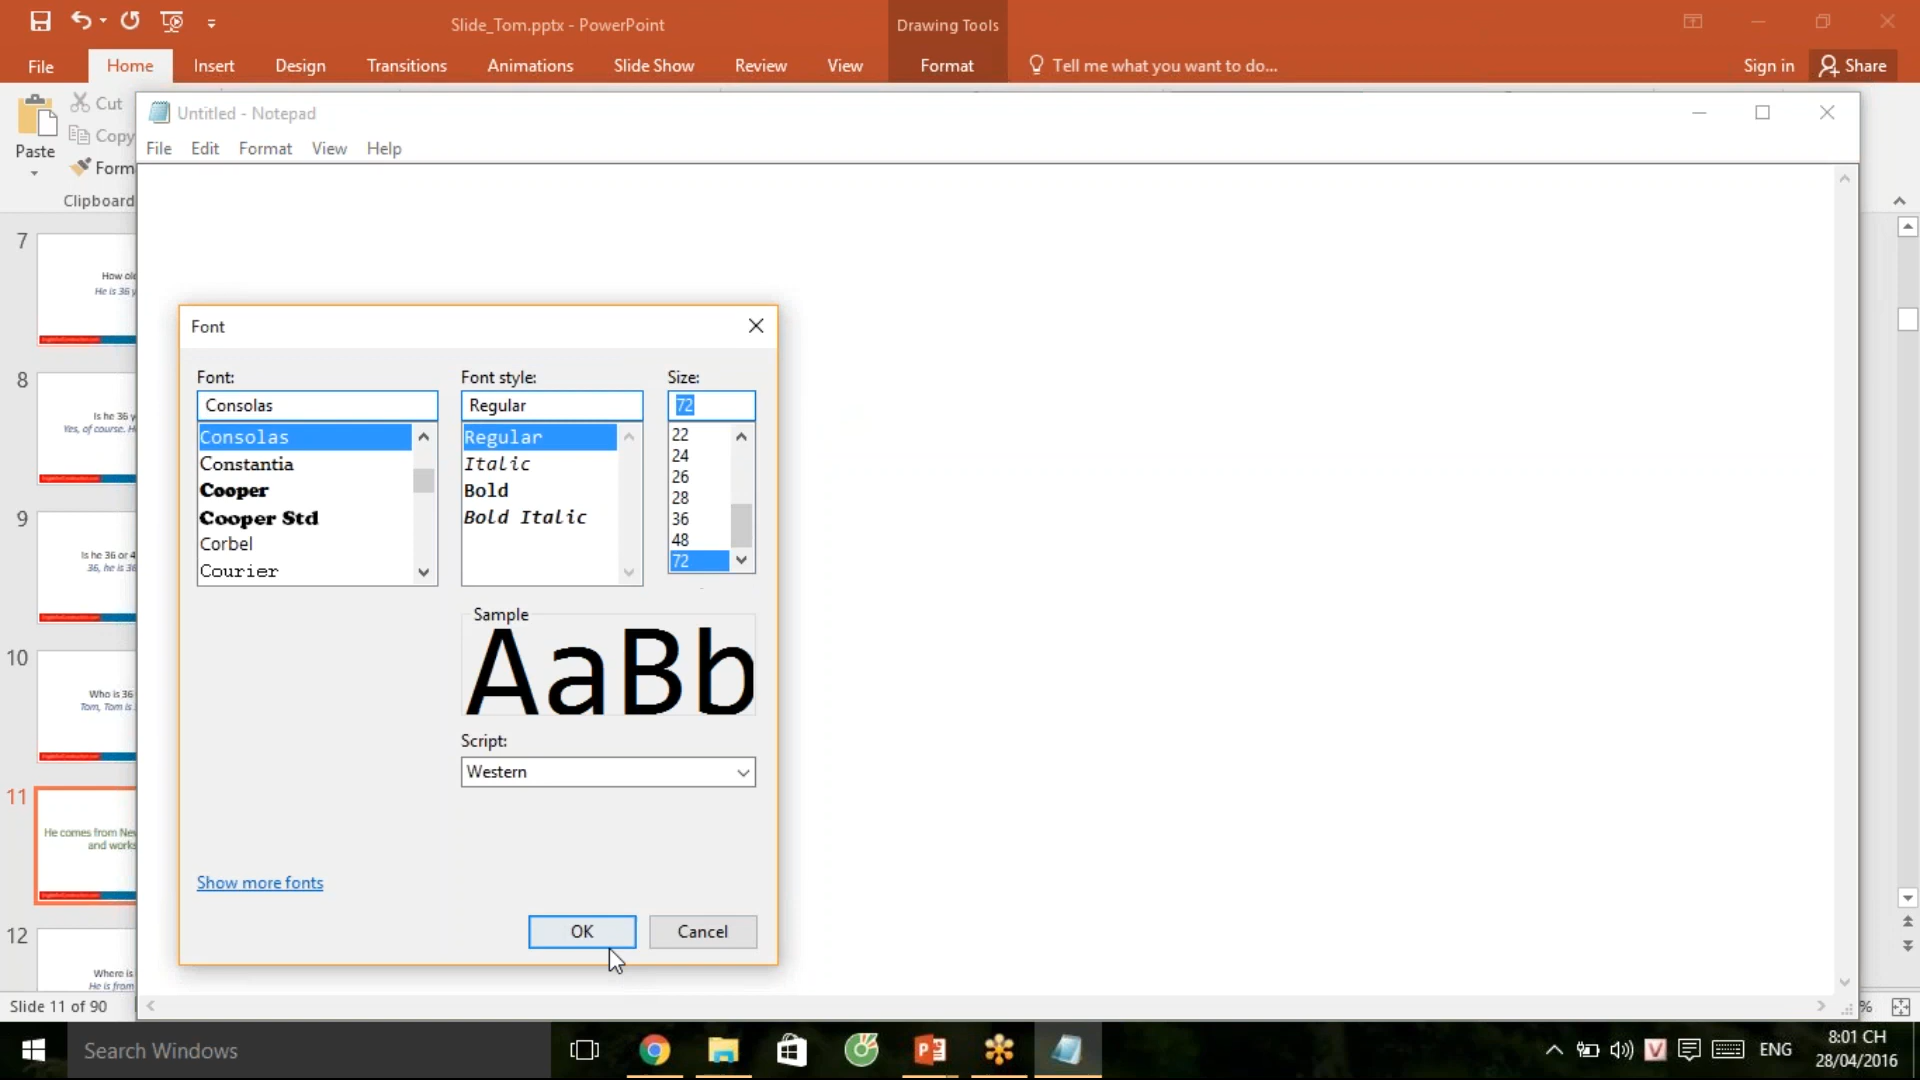 Slide_Tom.pptx - PowerPoint
Drawing Tools
File
Home
Insert
Design
Transitions
Animations
Slide Show
Review
View
Format
Tell me what you want to do...
Sign in
Share
Paste
Cut
Copy
Form
Clipboard
Untitled - Notepad
File
Edit
Format
View
Help
7
How ol
He is 36 y
8
Is he 36 y
Yes, of course. H
9
Is he 36 or 4
36, he is 36
10
Who is 36
Tom, Tom is
11
He comes from New
and works
12
Where is
He is from
Font
Font:
Consolas
Consolas
Constantia
Cooper
Cooper Std
Corbel
Courier
Font style:
Regular
Regular
Italic
Bold
Bold Italic
Size:
72
22
24
26
28
36
48
72
Sample
AaBb
Script:
Western
Show more fonts
OK
Cancel
Slide 11 of 90
%
Search Windows
ENG
8:01 CH
28/04/2016